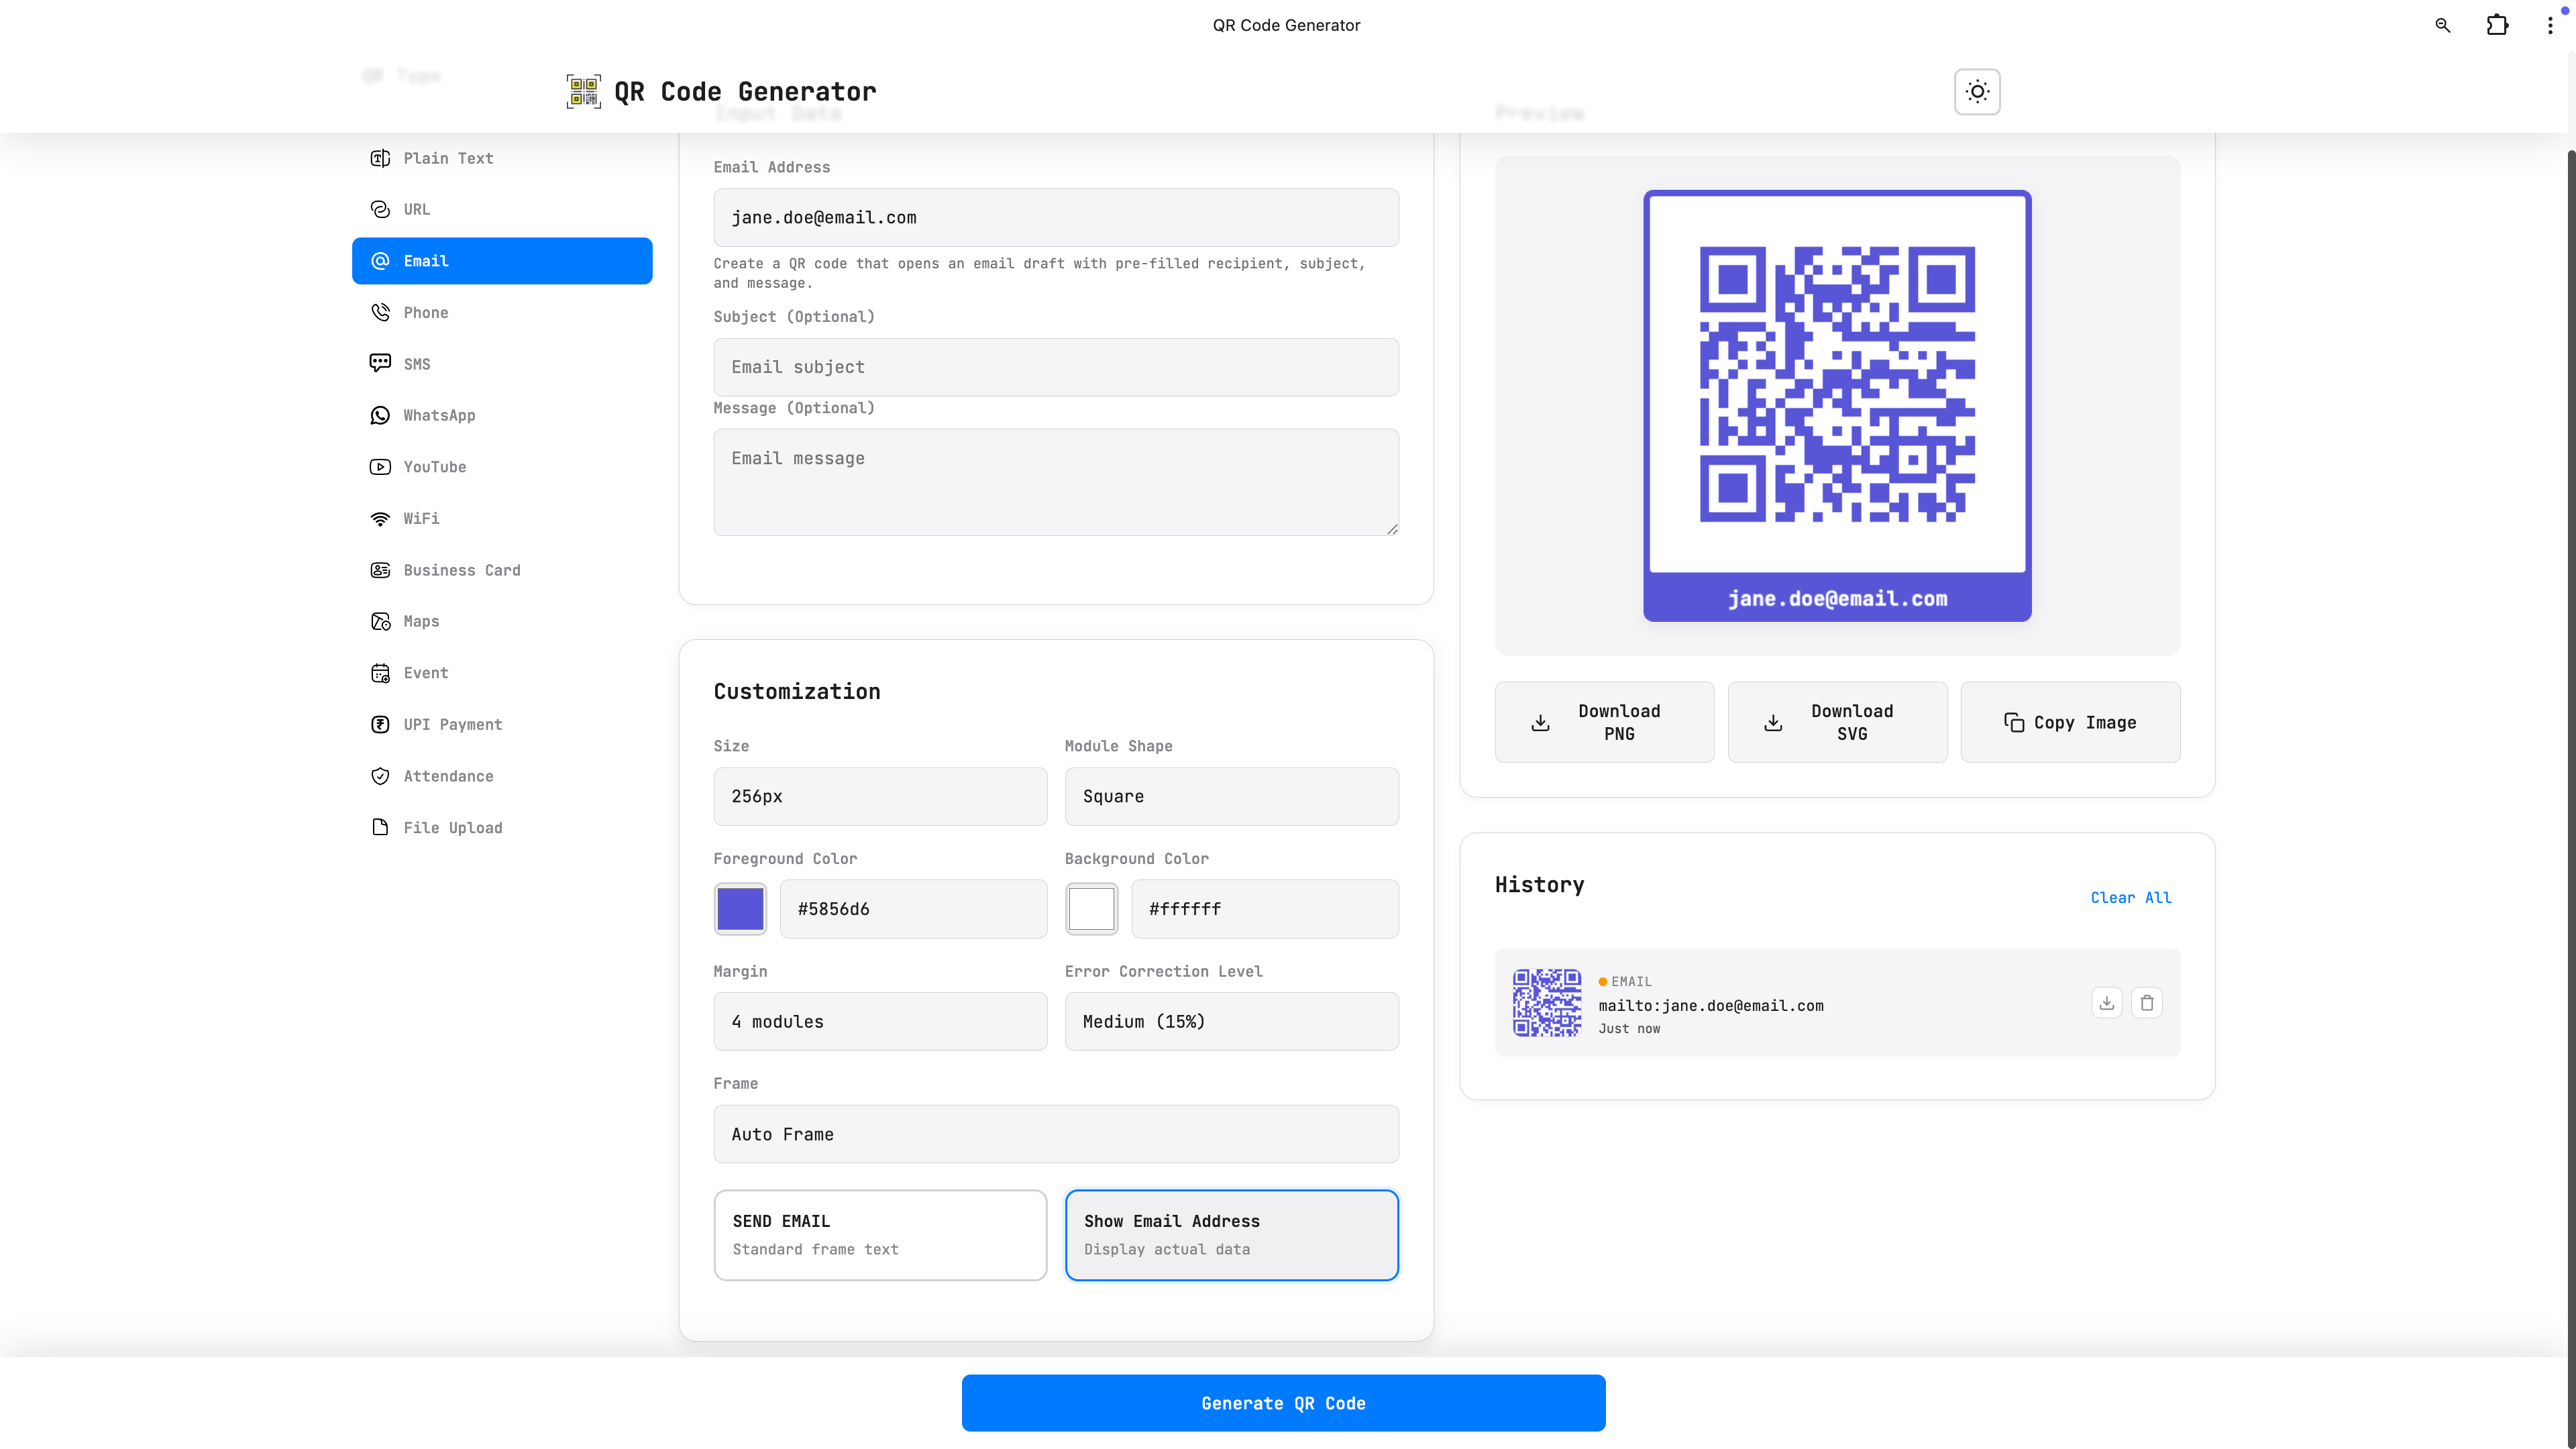 QR Code Generator
QR Type
QR Code Generator
Input Data
Preview
Plain Text
URL
Email
Phone
SMS
WhatsApp
YouTube
WiFi
Business Card
Maps
Event
UPI Payment
Attendance
File Upload
Email Address
jane.doe@email.com
Create a QR code that opens an email draft with pre-filled recipient, subject,
and message.
Subject (Optional)
Email subject
Message (Optional)
Email message
Customization
Size
Module Shape
256px
Square
Foreground Color
Background Color
#5856d6
#ffffff
Margin
Error Correction Level
4 modules
Medium (15%)
Frame
Auto Frame
SEND EMAIL
Standard frame text
Show Email Address
Display actual data
jane.doe@email.com
Download
PNG
Download
SVG
Copy Image
History
Clear All
EMAIL
mailto:jane.doe@email.com
Just now
Generate QR Code